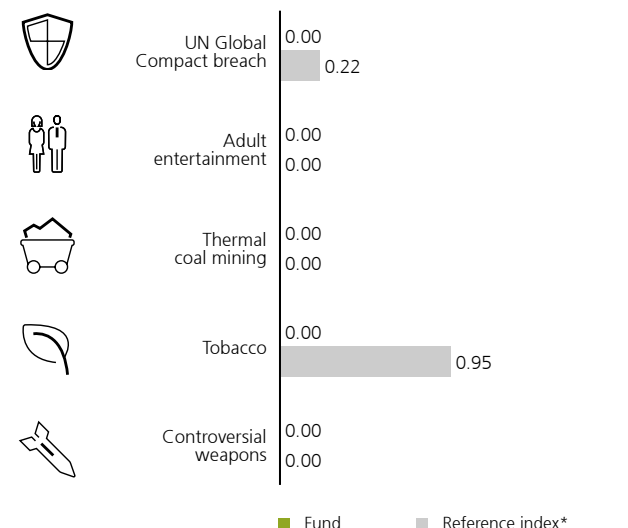 UN Global
Compact breach
0.00
0.22
Adult
entertainment
0.00
0.00
Thermal
coal mining
0.00
0.00
Tobacco
0.00
0.95
Controversial
weapons
0.00
0.00
Fund
Reference index*